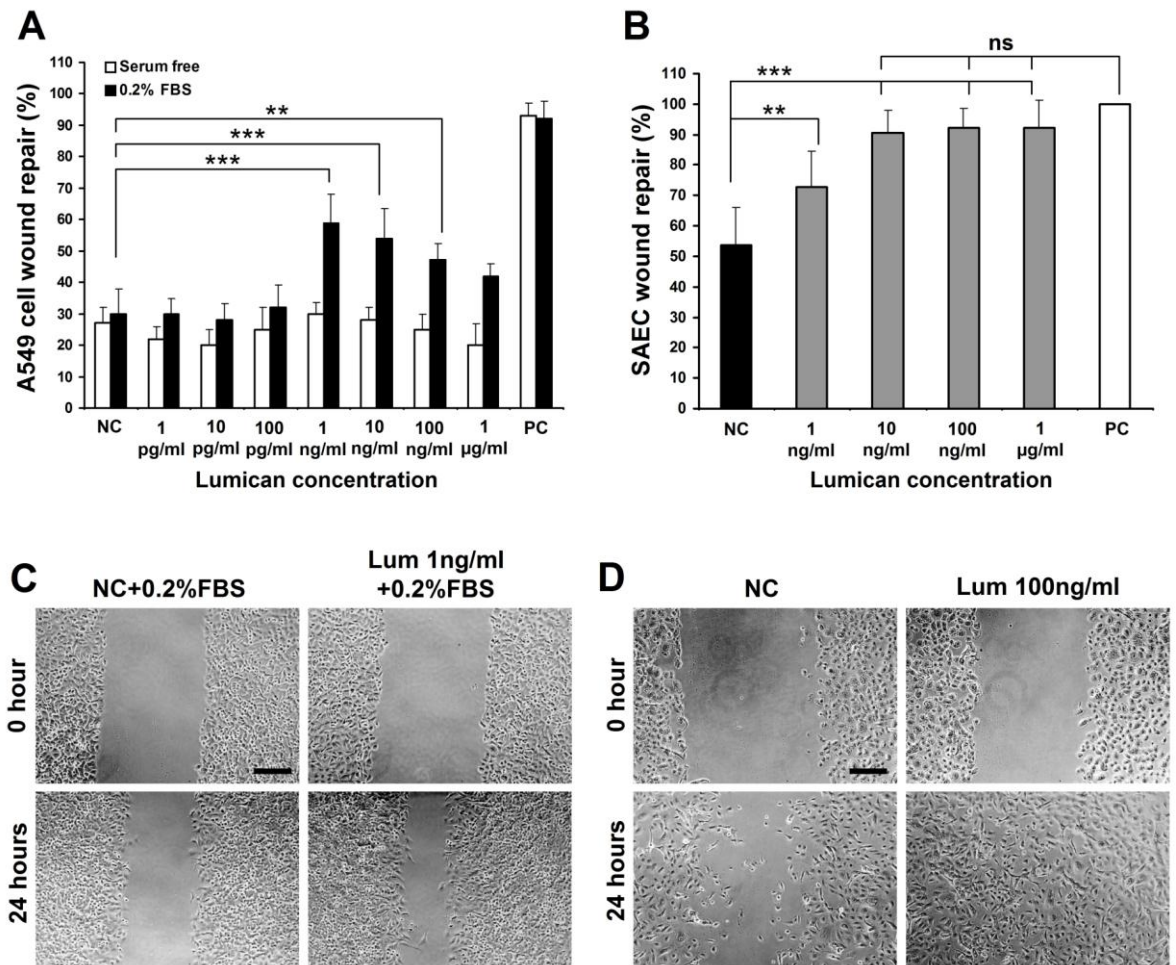 A
A549 cell wound repair (%)
Serum free
0.2% FBS
**
***
***
100
90
80
70
60
50
40
30
20
10
0
NC 1 10 100 1 10 100 1 PC
pg/ml pg/ml pg/ml ng/ml ng/ml ng/ml µg/ml
Lumican concentration
B
SAEC wound repair (%)
ns
***
**
110
100
90
80
70
60
50
40
30
20
10
0
NC 1 10 100 1 PC
ng/ml ng/ml ng/ml µg/ml
Lumican concentration
C
NC+0.2%FBS
Lum 1ng/ml
+0.2%FBS
0 hour
24 hours
D
NC
Lum 100ng/ml
0 hour
24 hours